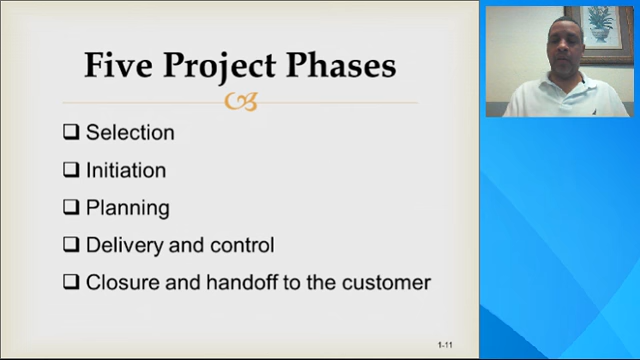 Five Project Phases
Selection
Initiation
Planning
Delivery and control
Closure and handoff to the customer
1-11